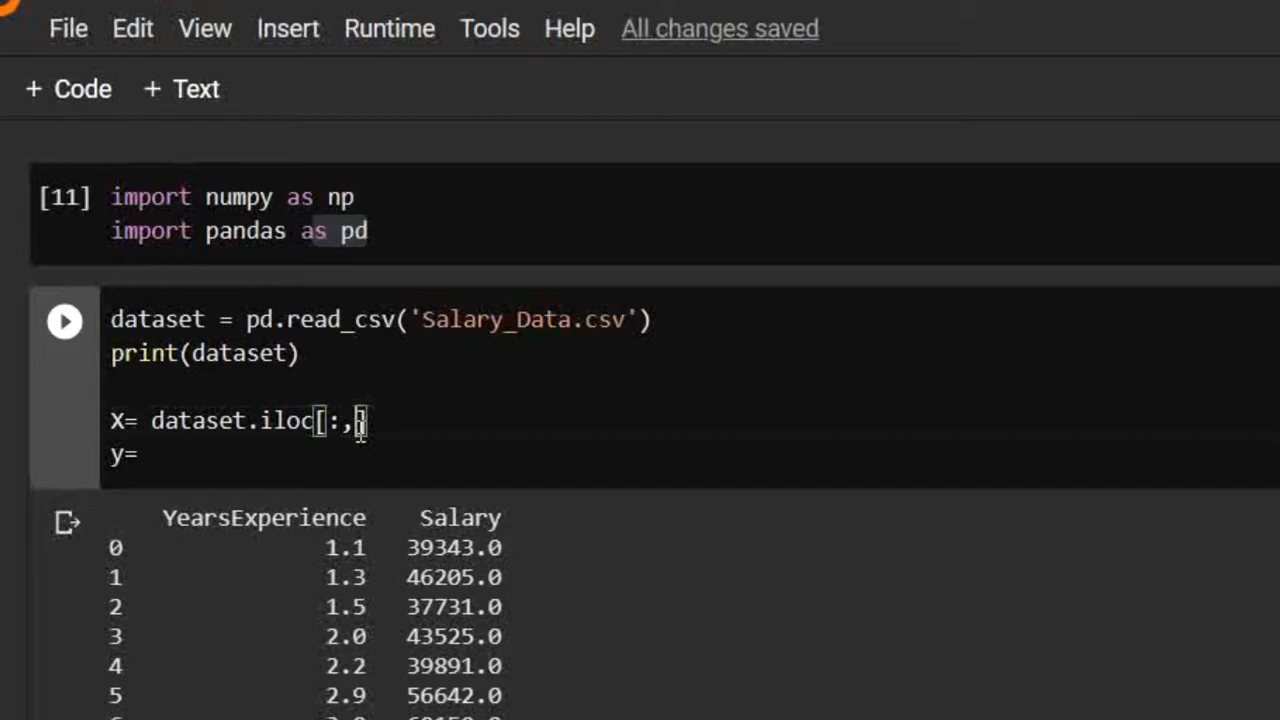 File Edit View Insert Runtime Tools Help All changes saved
+ Code + Text
[11] import numpy as np
import pandas as pd
dataset = pd.read_csv('Salary_Data.csv')
print(dataset)
X= dataset.iloc[:,]
y=
YearsExperience Salary
0 1.1 39343.0
1 1.3 46205.0
2 1.5 37731.0
3 2.0 43525.0
4 2.2 39891.0
5 2.9 56642.0